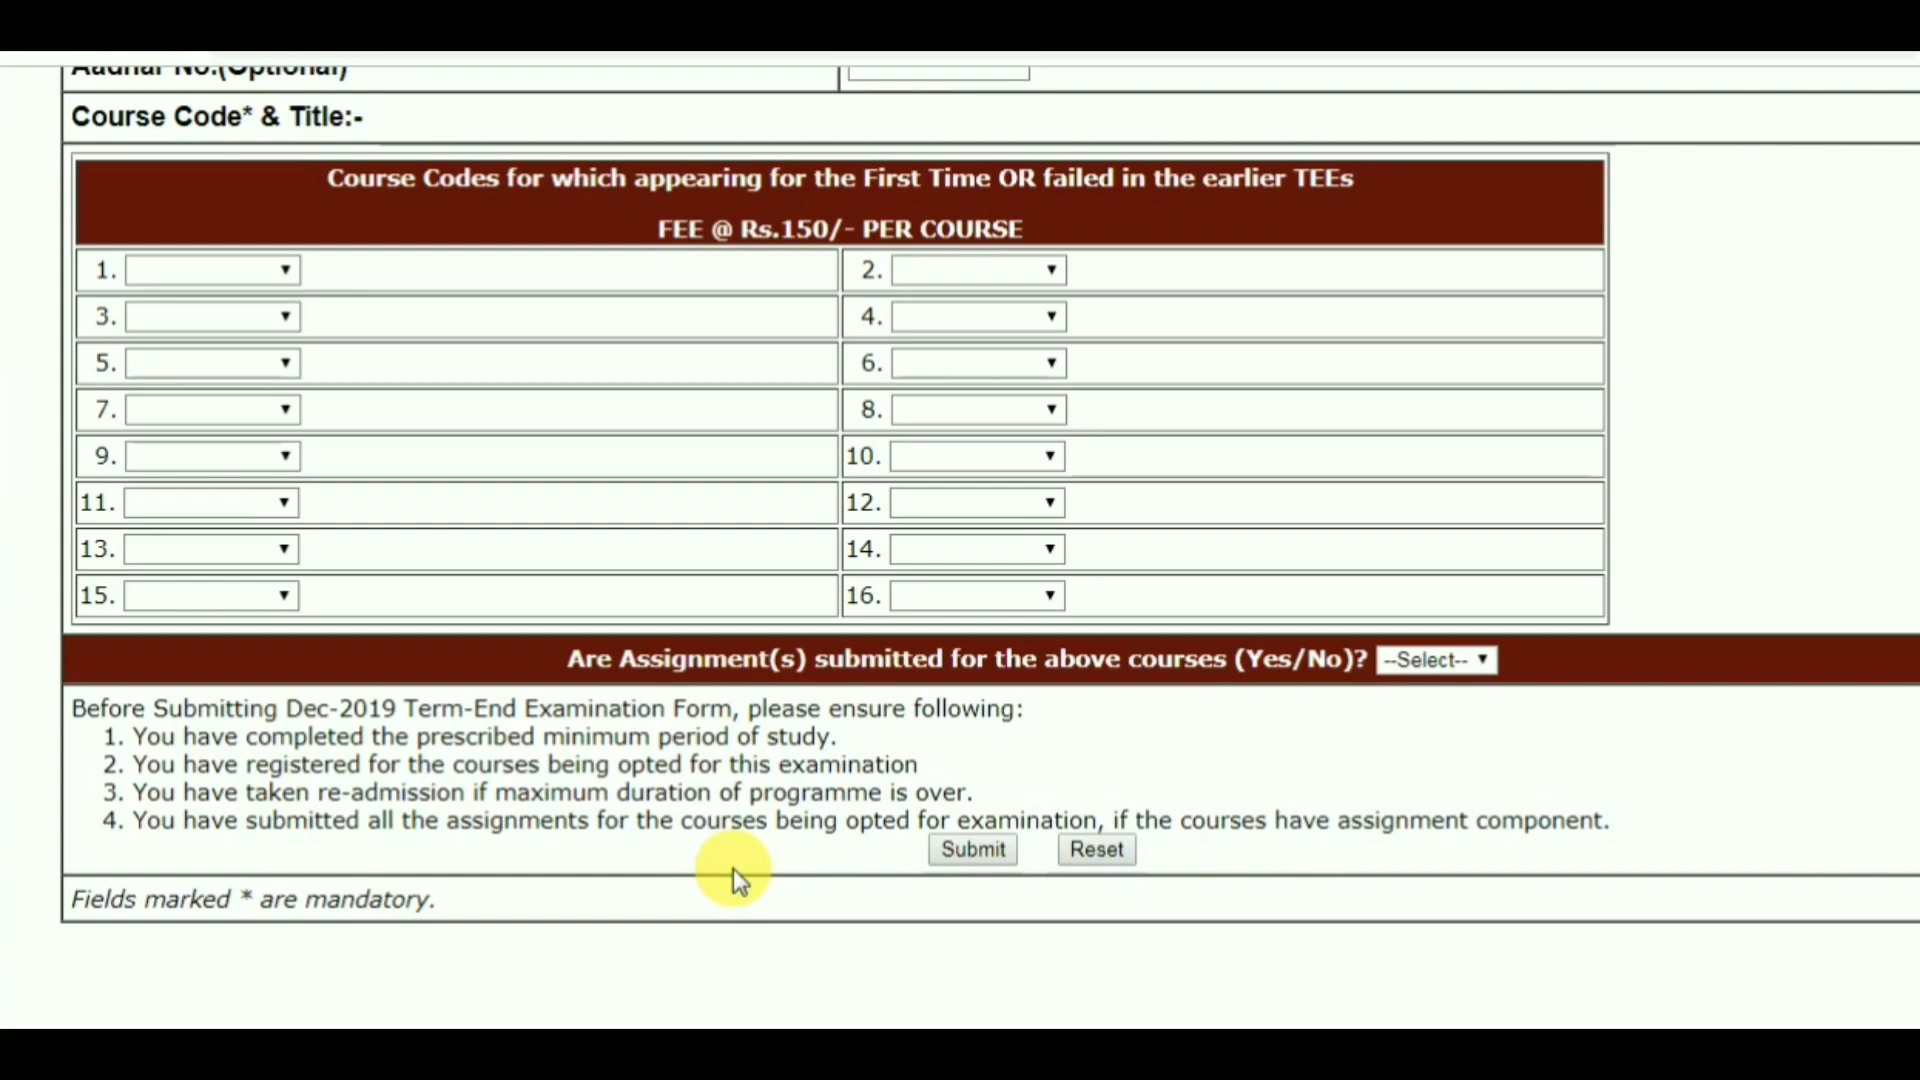 Aadhar No.(Optional)
Course Code* & Title:-
Course Codes for which appearing for the First Time OR failed in the earlier TEEs
FEE @ Rs.150/- PER COURSE
1. 2.
3. 4.
5. 6.
7. 8.
9. 10.
11. 12.
13. 14.
15. 16.
Are Assignment(s) submitted for the above courses (Yes/No)? --Select--
Before Submitting Dec-2019 Term-End Examination Form, please ensure following:
1. You have completed the prescribed minimum period of study.
2. You have registered for the courses being opted for this examination
3. You have taken re-admission if maximum duration of programme is over.
4. You have submitted all the assignments for the courses being opted for examination, if the courses have assignment component.
Submit Reset
Fields marked * are mandatory.